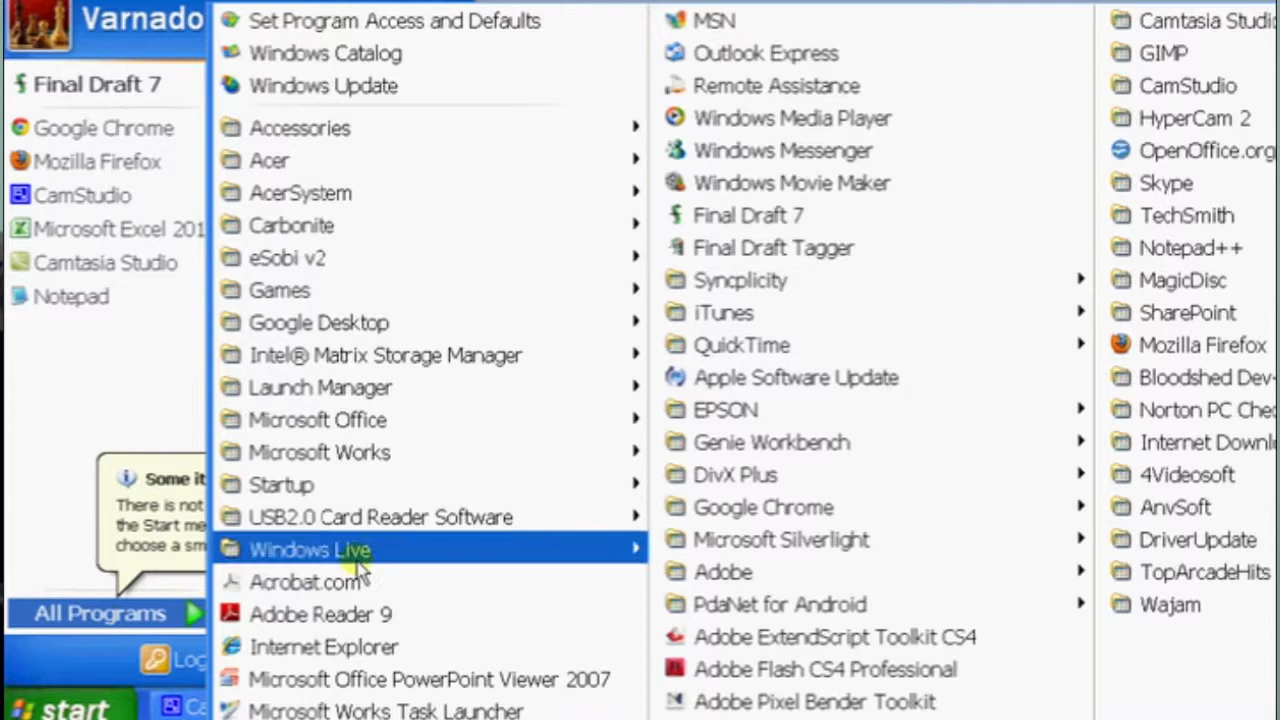 Varnado
Final Draft 7
Google Chrome
Mozilla Firefox
CamStudio
Microsoft Excel 201
Camtasia Studio
Notepad
Some it
There is not
the Start me
choose a sm
All Programs
Log
start
Ca
Set Program Access and Defaults
Windows Catalog
Windows Update
Accessories
Acer
AcerSystem
Carbonite
eSobi v2
Games
Google Desktop
Intel® Matrix Storage Manager
Launch Manager
Microsoft Office
Microsoft Works
Startup
USB2.0 Card Reader Software
Windows Live
Acrobat.com
Adobe Reader 9
Internet Explorer
Microsoft Office PowerPoint Viewer 2007
Microsoft Works Task Launcher
MSN
Outlook Express
Remote Assistance
Windows Media Player
Windows Messenger
Windows Movie Maker
Final Draft 7
Final Draft Tagger
Syncplicity
iTunes
QuickTime
Apple Software Update
EPSON
Genie Workbench
DivX Plus
Google Chrome
Microsoft Silverlight
Adobe
PdaNet for Android
Adobe ExtendScript Toolkit CS4
Adobe Flash CS4 Professional
Adobe Pixel Bender Toolkit
Camtasia Studio
GIMP
CamStudio
HyperCam 2
OpenOffice.org
Skype
TechSmith
Notepad++
MagicDisc
SharePoint
Mozilla Firefox
Bloodshed Dev-
Norton PC Chec
Internet Downl
4Videosoft
AnvSoft
DriverUpdate
TopArcadeHits
Wajam